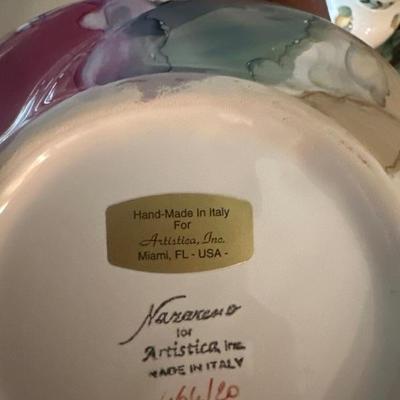 Hand-Made In Italy
For
Artistica, Inc.
Miami, FL - USA -
Nazareno
for
Artistica, Inc.
MADE IN ITALY